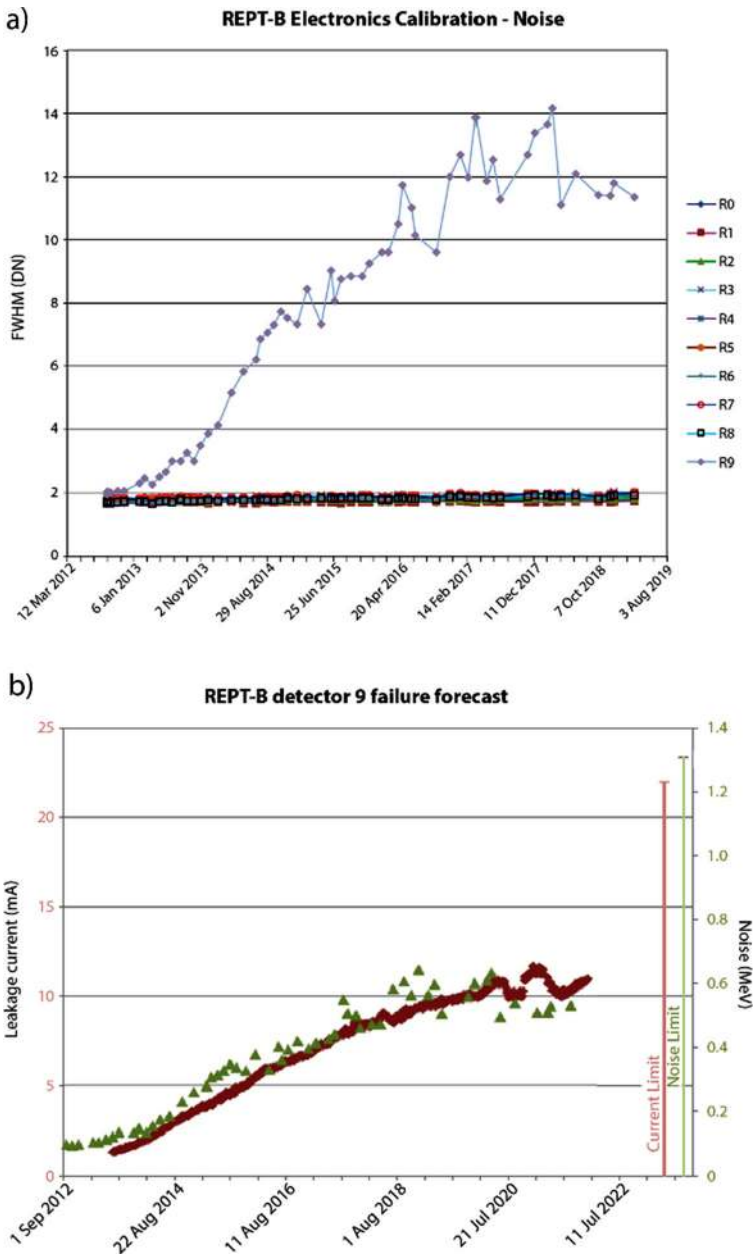 a)
REPT-B Electronics Calibration - Noise
16
14
12
10
8
6
4
2
0
FWHM (DN)
12 Mar 2012
6 Jan 2013
2 Nov 2013
29 Aug 2014
25 Jun 2015
20 Apr 2016
14 Feb 2017
11 Dec 2017
7 Oct 2018
3 Aug 2019
R0
R1
R2
R3
R4
R5
R6
R7
R8
R9
b)
REPT-B detector 9 failure forecast
25
20
15
10
5
0
Leakage current (mA)
1.4
1.2
1.0
0.8
0.6
0.4
0.2
0
Noise (MeV)
Current Limit
Noise Limit
1 Sep 2012
22 Aug 2014
11 Aug 2016
1 Aug 2018
21 Jul 2020
11 Jul 2022